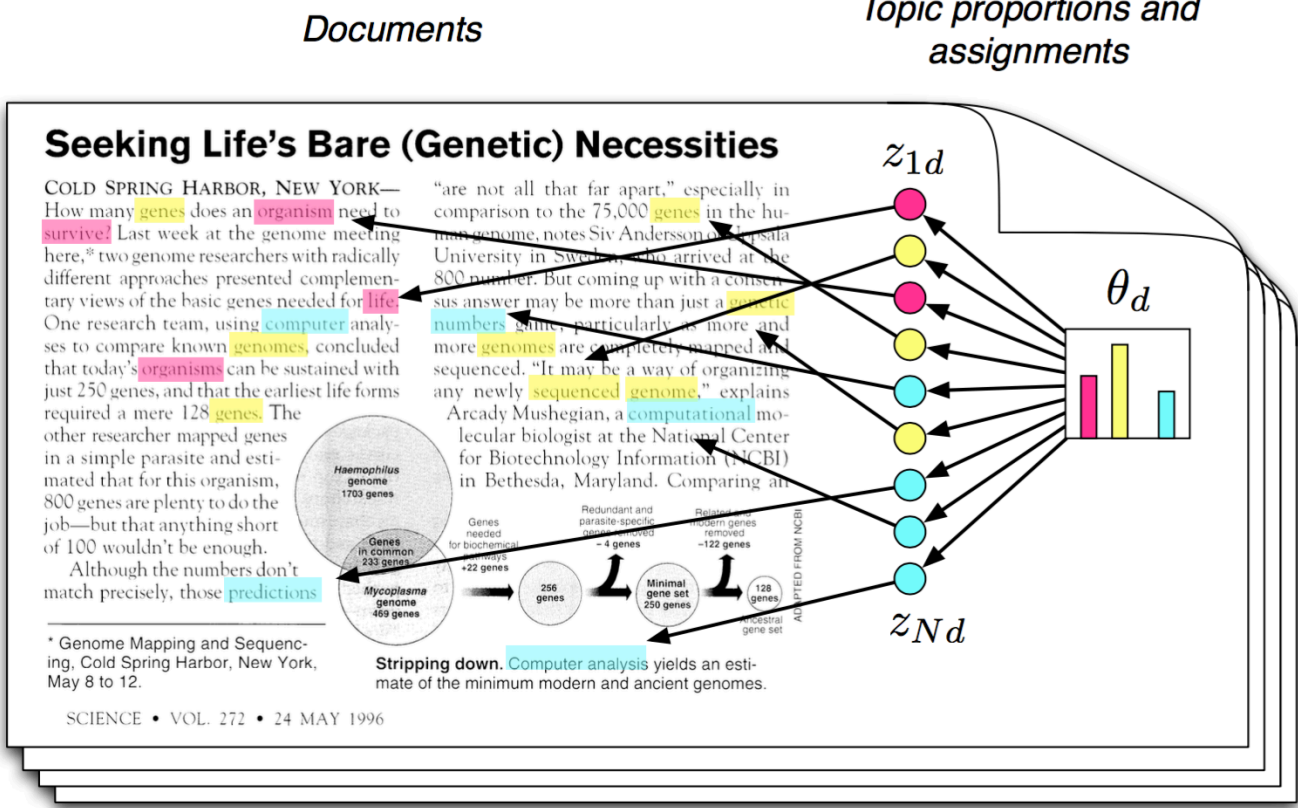 Documents
Topic proportions and
assignments
Seeking Life's Bare (Genetic) Necessities
COLD SPRING HARBOR, NEW YORK—
How many genes does an organism need to
survive? Last week at the genome meeting
here,* two genome researchers with radically
different approaches presented complemen-
tary views of the basic genes needed for life.
One research team, using computer analy-
ses to compare known genomes, concluded
that today's organisms can be sustained with
just 250 genes, and that the earliest life forms
required a mere 128 genes. The
other researcher mapped genes
in a simple parasite and esti-
mated that for this organism,
800 genes are plenty to do the
job—but that anything short
of 100 wouldn't be enough.
Although the numbers don't
match precisely, those predictions
* Genome Mapping and Sequenc-
ing, Cold Spring Harbor, New York,
May 8 to 12.
"are not all that far apart," especially in
comparison to the 75,000 genes in the hu-
man genome, notes Siv Andersson of Uppsala
University in Sweden, who arrived at the
800 number. But coming up with a consen-
sus answer may be more than just a genetic
numbers game, particularly as more and
more genomes are completely mapped and
sequenced. "It may be a way of organizing
any newly sequenced genome," explains
Arcady Mushegian, a computational mo-
lecular biologist at the National Center
for Biotechnology Information (NCBI)
in Bethesda, Maryland. Comparing an
Haemophilus
genome
1703 genes
Genes
in common
233 genes
Mycoplasma
genome
469 genes
Genes
needed
for biochemical
pathways
+22 genes
256
genes
Redundant and
parasite-specific
genes removed
– 4 genes
Minimal
gene set
250 genes
Related and
modern genes
removed
–122 genes
128
genes
Ancestral
gene set
ADAPTED FROM NCBI
Stripping down. Computer analysis yields an esti-
mate of the minimum modern and ancient genomes.
SCIENCE • VOL. 272 • 24 MAY 1996
z1d
θd
zNd